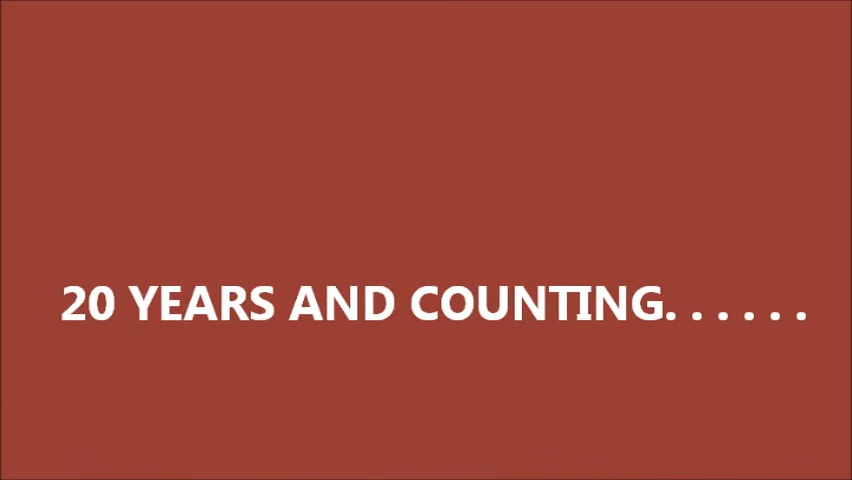 20 YEARS AND COUNTING. . . . . .